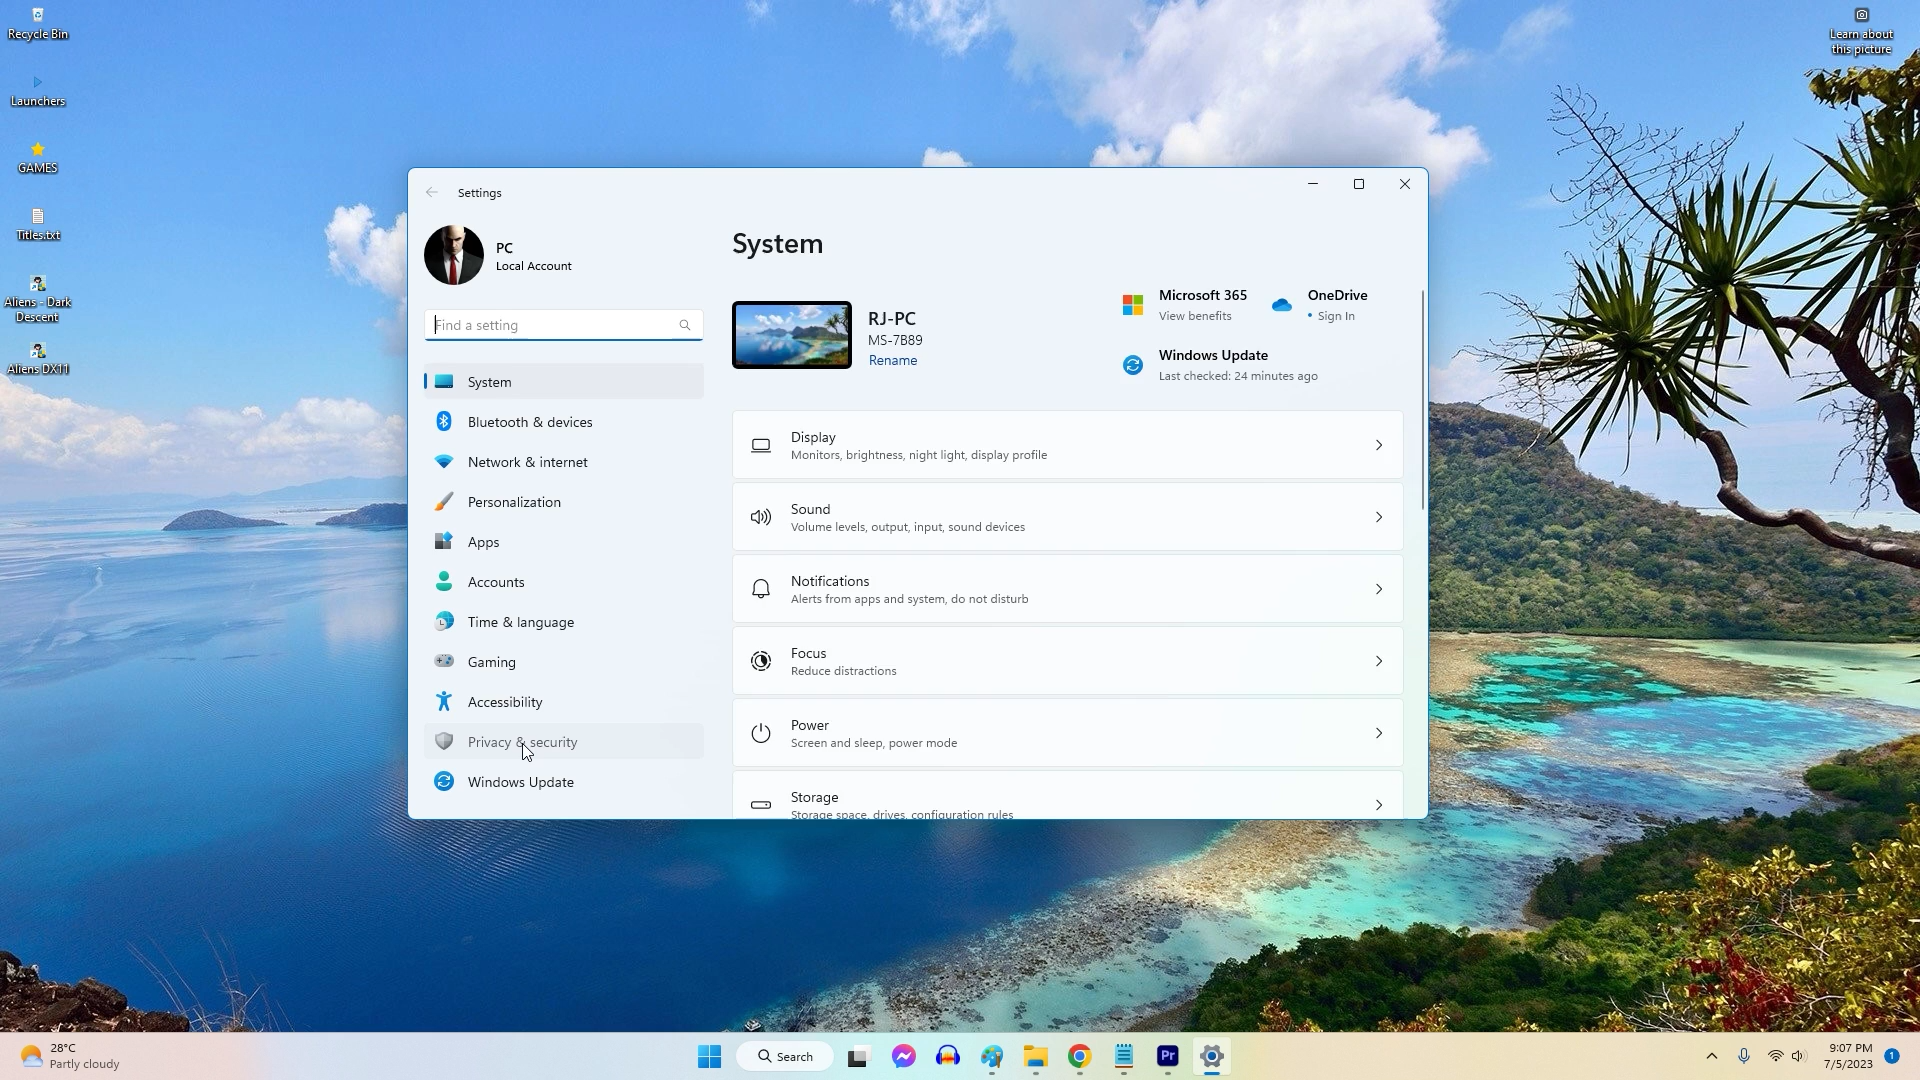 Recycle Bin
Launchers
GAMES
Titles.txt
Aliens - Dark
Descent
Aliens DX11
Learn about
this picture
Settings
PC
Local Account
Find a setting
System
Bluetooth & devices
Network & internet
Personalization
Apps
Accounts
Time & language
Gaming
Accessibility
Privacy & security
Windows Update
System
RJ-PC
MS-7B89
Rename
Microsoft 365
View benefits
OneDrive
• Sign In
Windows Update
Last checked: 24 minutes ago
Display
Monitors, brightness, night light, display profile
Sound
Volume levels, output, input, sound devices
Notifications
Alerts from apps and system, do not disturb
Focus
Reduce distractions
Power
Screen and sleep, power mode
Storage
Storage space, drives, configuration rules
28°C
Partly cloudy
Search
Pr
9:07 PM
7/5/2023
1